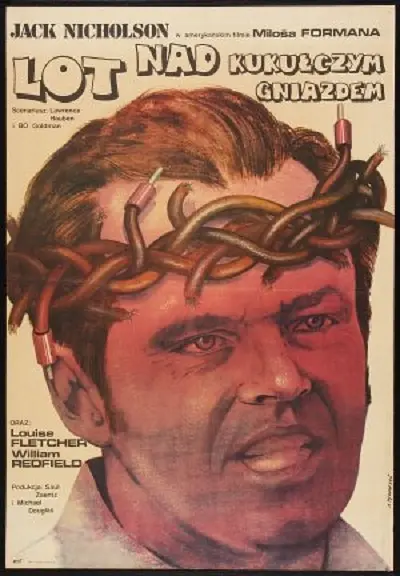 JACK NICHOLSON w amerykańskim filmie Miloša FORMANA
LOT NAD KUKUŁCZYM
GNIAZDEM
Scenariusz: Lawrence
Hauben
i BO Goldman
ORAZ:
Louise
FLETCHER
William
REDFIELD
Produkcja: Saul
Zaentz
i Michael
Douglas